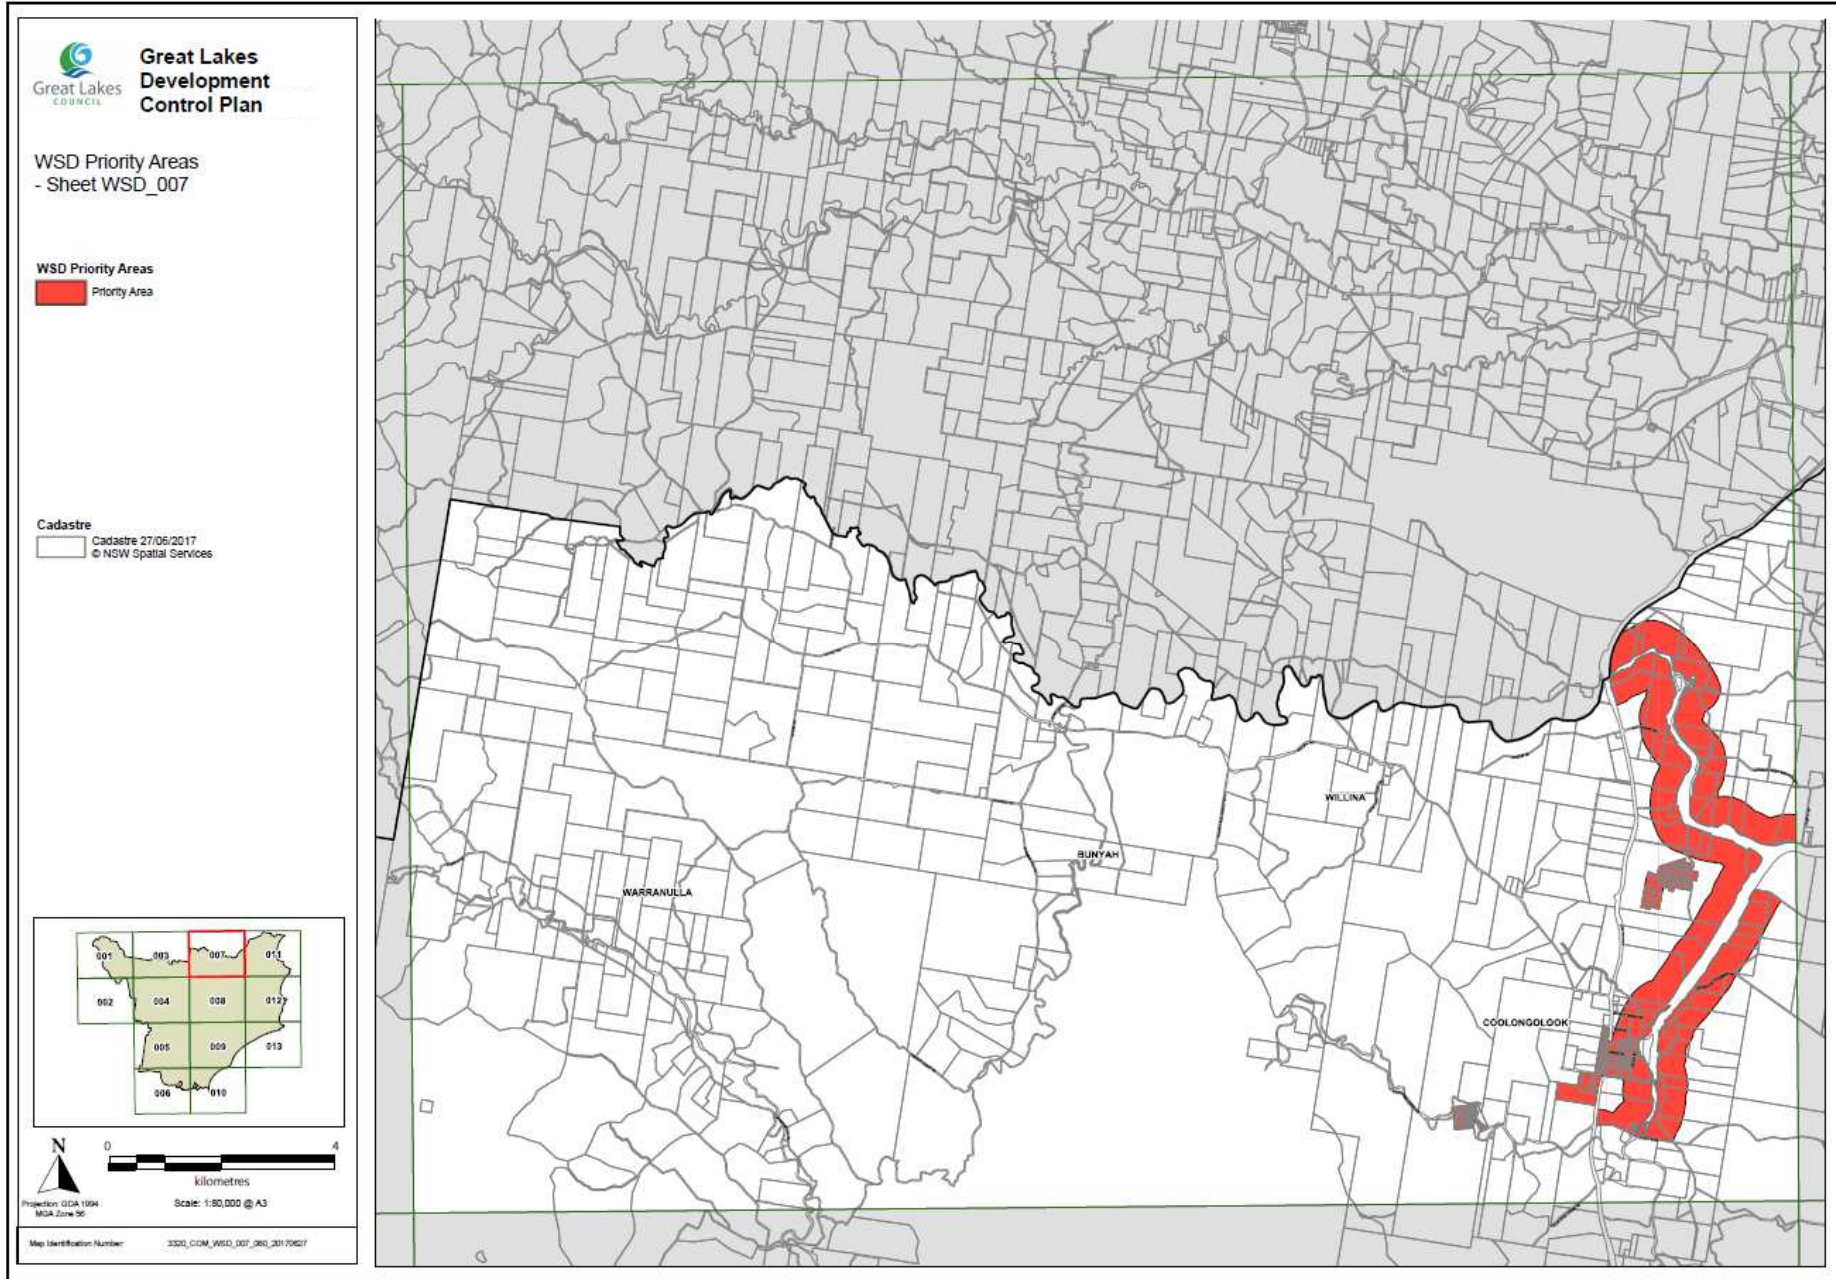 Great Lakes
COUNCIL
Great Lakes
Development
Control Plan
WSD Priority Areas
- Sheet WSD_007
WSD Priority Areas
Priority Area
Cadastre
Cadastre 27/06/2017
© NSW Spatial Services
001
003
007
011
002
004
008
012
005
009
013
006
010
N
0
4
kilometres
Projection: GDA 1994
MGA Zone 56
Scale: 1:80,000 @ A3
Map Identification Number
3320_COM_WSD_007_080_20170627
WILLINA
BUNYAH
WARRANULLA
COOLONGOLOOK